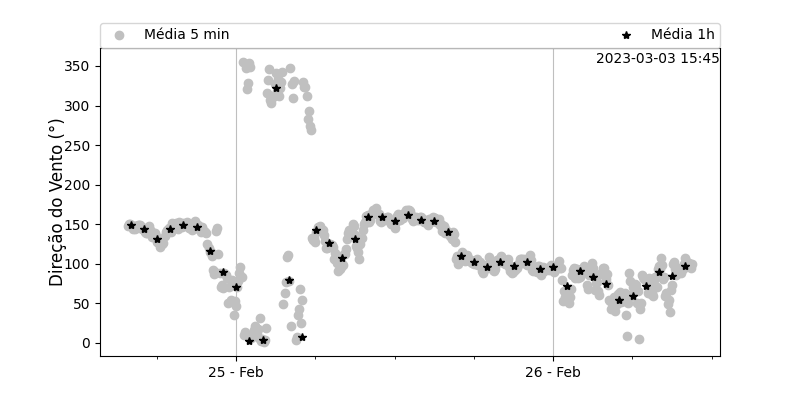 Média 5 min
Média 1h
2023-03-03 15:45
Direção do Vento (°)
350
300
250
200
150
100
50
0
25 - Feb
26 - Feb